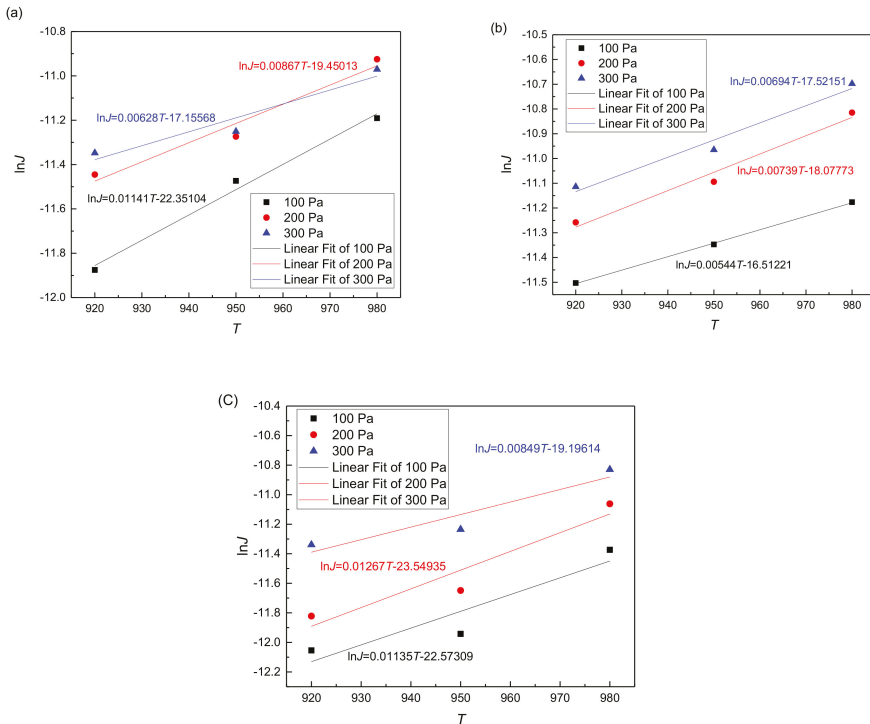 (a)
-10.8
-11.0
-11.2
-11.4
-11.6
-11.8
-12.0
lnJ
lnJ=0.00867T-19.45013
lnJ=0.00628T-17.15568
lnJ=0.01141T-22.35104
100 Pa
200 Pa
300 Pa
Linear Fit of 100 Pa
Linear Fit of 200 Pa
Linear Fit of 300 Pa
920 930 940 950 960 970 980
T
(b)
-10.5
-10.6
-10.7
-10.8
-10.9
-11.0
-11.1
-11.2
-11.3
-11.4
-11.5
lnJ
100 Pa
200 Pa
300 Pa
Linear Fit of 100 Pa
Linear Fit of 200 Pa
Linear Fit of 300 Pa
lnJ=0.00694T-17.52151
lnJ=0.00739T-18.07773
lnJ=0.00544T-16.51221
920 930 940 950 960 970 980
T
(C)
-10.4
-10.6
-10.8
-11.0
-11.2
-11.4
-11.6
-11.8
-12.0
-12.2
lnJ
100 Pa
200 Pa
300 Pa
Linear Fit of 100 Pa
Linear Fit of 200 Pa
Linear Fit of 300 Pa
lnJ=0.00849T-19.19614
lnJ=0.01267T-23.54935
lnJ=0.01135T-22.57309
920 930 940 950 960 970 980
T